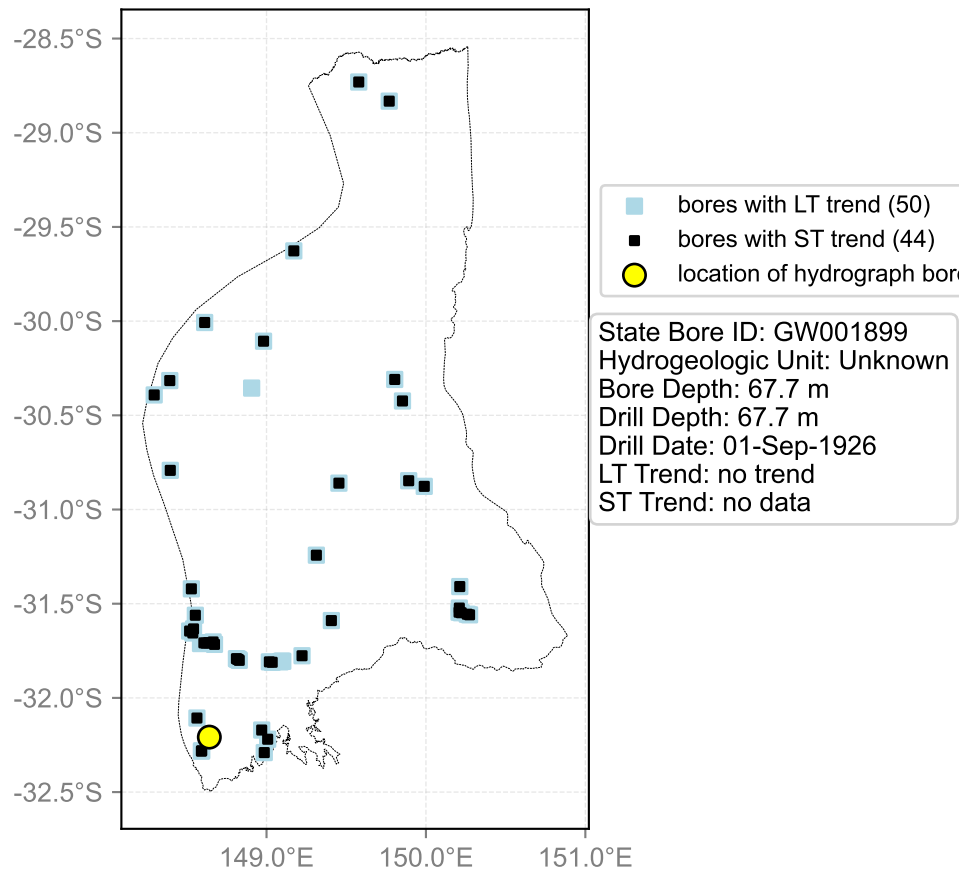 -28.5°S
-29.0°S
-29.5°S
-30.0°S
-30.5°S
-31.0°S
-31.5°S
-32.0°S
-32.5°S
149.0°E
150.0°E
151.0°E
bores with LT trend (50)
bores with ST trend (44)
location of hydrograph bore
State Bore ID: GW001899
Hydrogeologic Unit: Unknown
Bore Depth: 67.7 m
Drill Depth: 67.7 m
Drill Date: 01-Sep-1926
LT Trend: no trend
ST Trend: no data